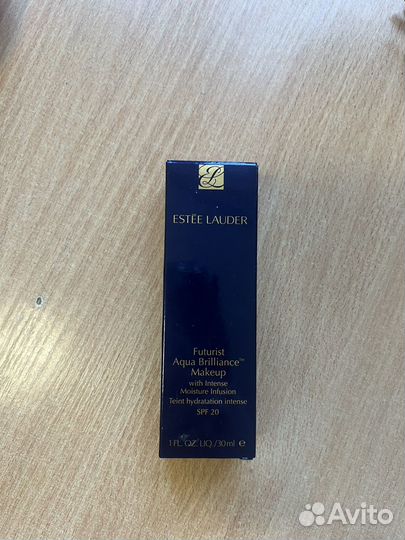 EL
ESTĒE LAUDER
Futurist
Aqua Brilliance™
Makeup
with Intense
Moisture Infusion
Teint hydratation intense
SPF 20
1 FL. OZ. LIQ./30ml ℮
Avito